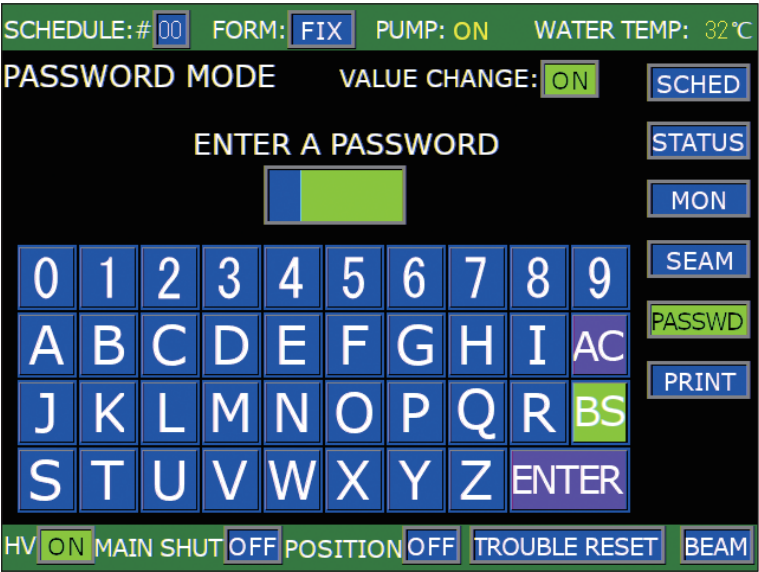 SCHEDULE:# 00 FORM: FIX PUMP: ON WATER TEMP: 32℃
PASSWORD MODE VALUE CHANGE: ON SCHED
ENTER A PASSWORD STATUS
MON
0 1 2 3 4 5 6 7 8 9 SEAM
A B C D E F G H I AC PASSWD
J K L M N O P Q R BS PRINT
S T U V W X Y Z ENTER
HV ON MAIN SHUT OFF POSITION OFF TROUBLE RESET BEAM